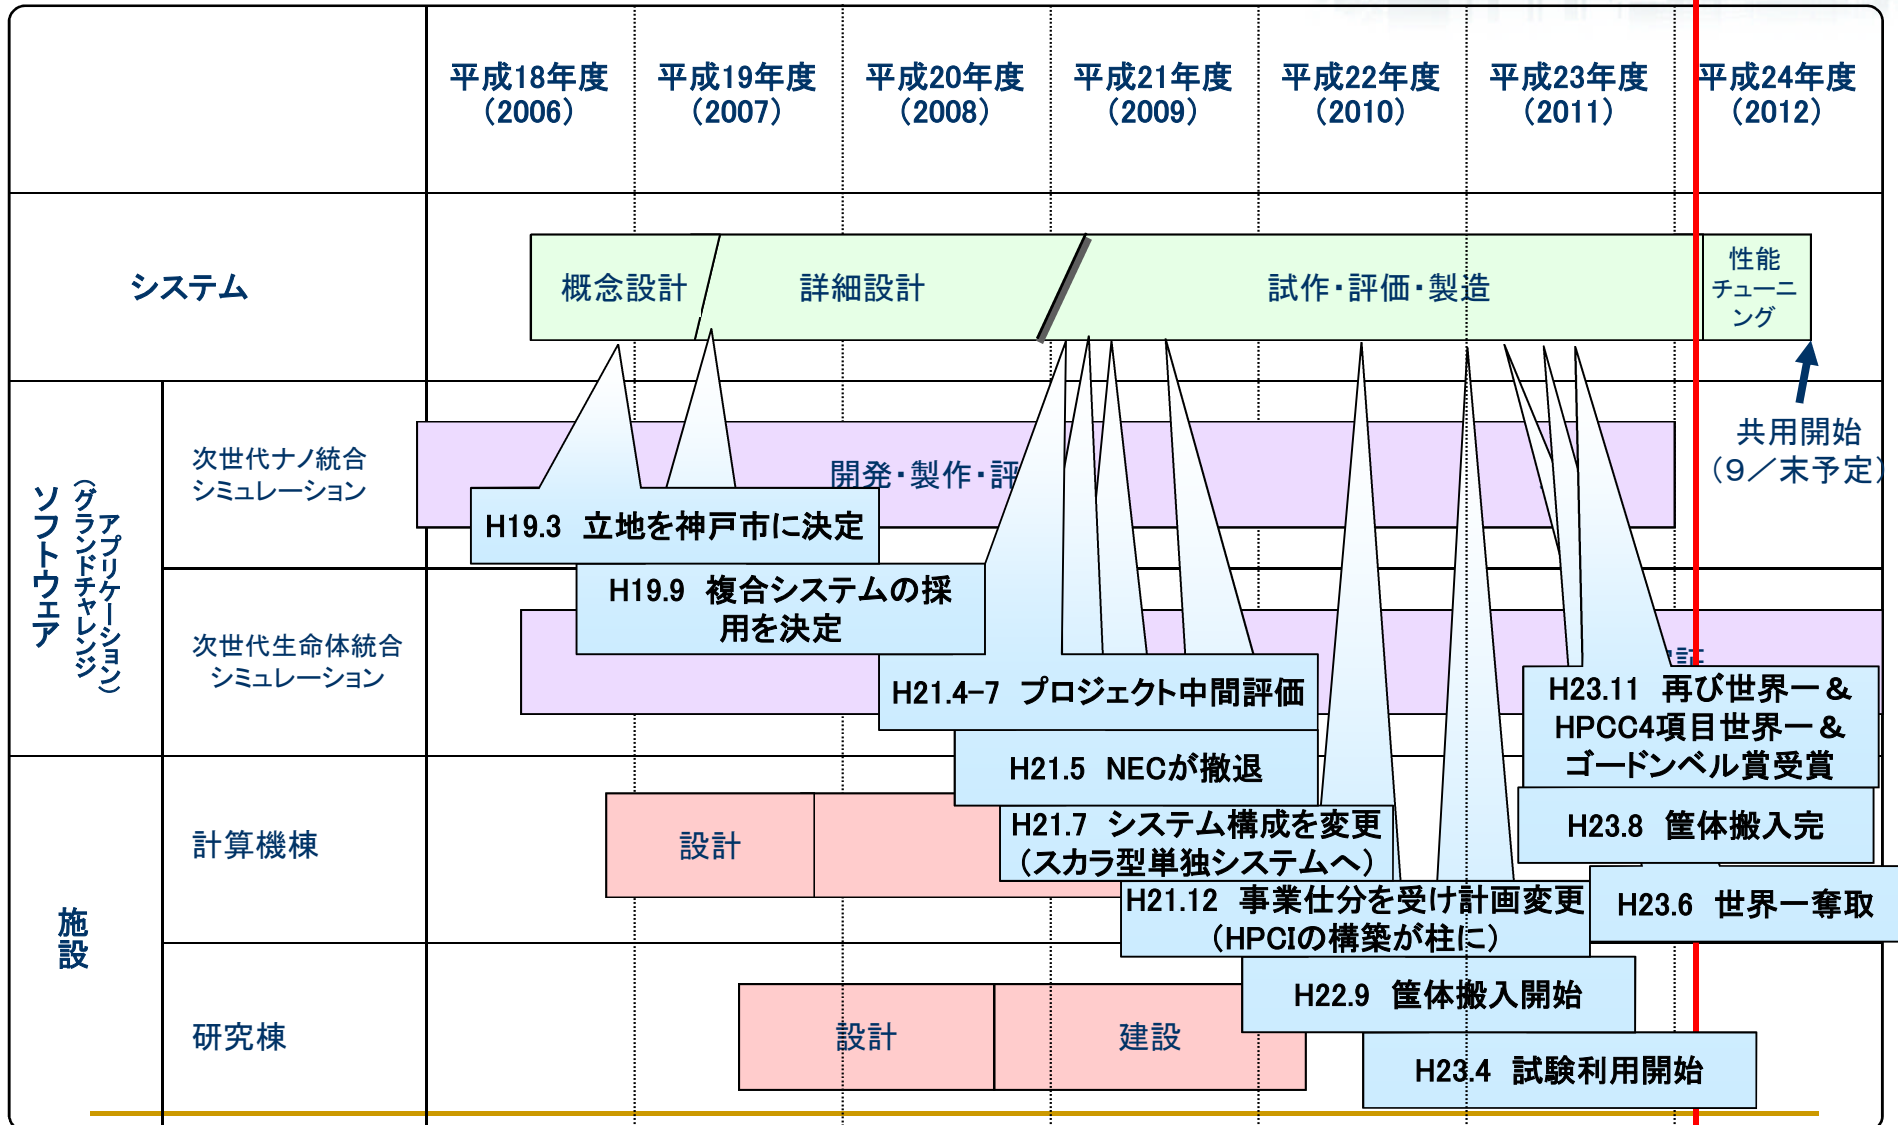 平成18年度
（2006）
平成19年度
（2007）
平成20年度
（2008）
平成21年度
（2009）
平成22年度
（2010）
平成23年度
（2011）
平成24年度
（2012）
システム
概念設計
詳細設計
試作・評価・製造
性能
チューニ
ング
共用開始
（９／末予定）
ソフトウェア
（グランドチャレンジ
アプリケーション）
次世代ナノ統合
シミュレーション
開発・製作・評
H19.3 立地を神戸市に決定
H19.9 複合システムの採
用を決定
次世代生命体統合
シミュレーション
H21.4-7 プロジェクト中間評価
H21.5 NECが撤退
H21.7 システム構成を変更
（スカラ型単独システムへ）
H21.12 事業仕分を受け計画変更
（HPCIの構築が柱に）
H22.9 筐体搬入開始
H23.4 試験利用開始
H23.11 再び世界一＆
HPCC4項目世界一＆
ゴードンベル賞受賞
H23.8 筐体搬入完
H23.6 世界一奪取
施設
計算機棟
設計
研究棟
設計
建設